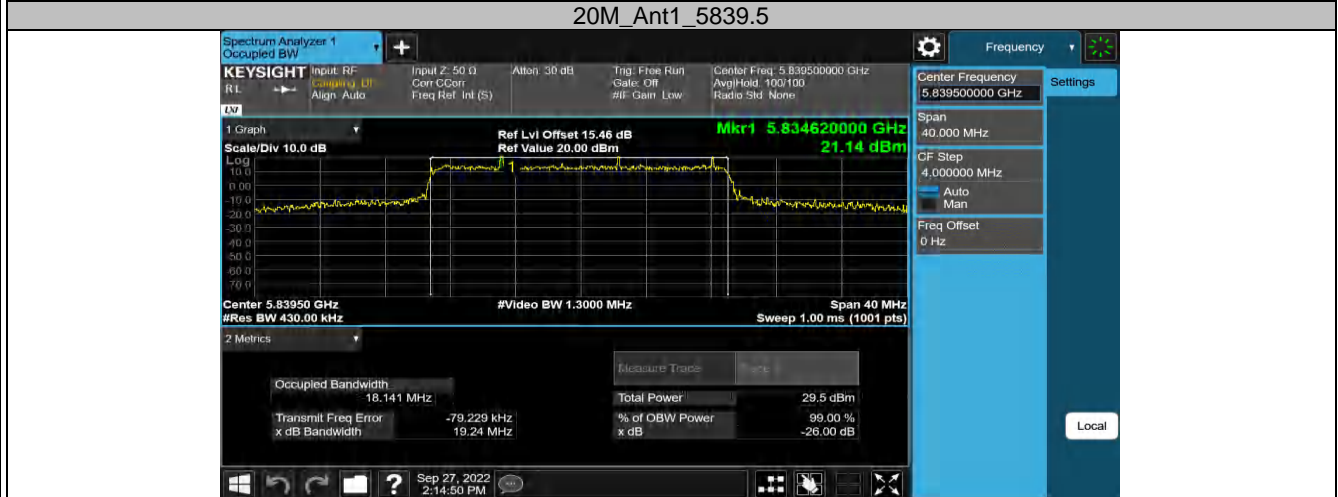 20M_Ant1_5839.5
Spectrum Analyzer 1
Occupied BW
Frequency
KEYSIGHT
RL
LXI
Input: RF
Coupling: DC
Align: Auto
Input Z: 50 Ω
Corr CCorr
Freq Ref: Int (S)
Atten: 30 dB
Trig: Free Run
Gate: Off
#IF Gain: Low
Center Freq: 5.839500000 GHz
Avg|Hold: 100/100
Radio Std: None
Center Frequency
5.839500000 GHz
Settings
Span
40.000 MHz
CF Step
4.000000 MHz
Auto
Man
Freq Offset
0 Hz
1 Graph
Scale/Div 10.0 dB
Ref Lvl Offset 15.46 dB
Ref Value 20.00 dBm
Mkr1 5.834620000 GHz
21.14 dBm
Log
10.0
0.00
-10.0
-20.0
-30.0
-40.0
-50.0
-60.0
-70.0
1
Center 5.83950 GHz
#Res BW 430.00 kHz
#Video BW 1.3000 MHz
Span 40 MHz
Sweep 1.00 ms (1001 pts)
2 Metrics
Measure Trace
Occupied Bandwidth
18.141 MHz
Total Power 29.5 dBm
Transmit Freq Error -79.229 kHz
% of OBW Power 99.00 %
x dB Bandwidth 19.24 MHz
x dB -26.00 dB
Local
?
Sep 27, 2022
2:14:50 PM